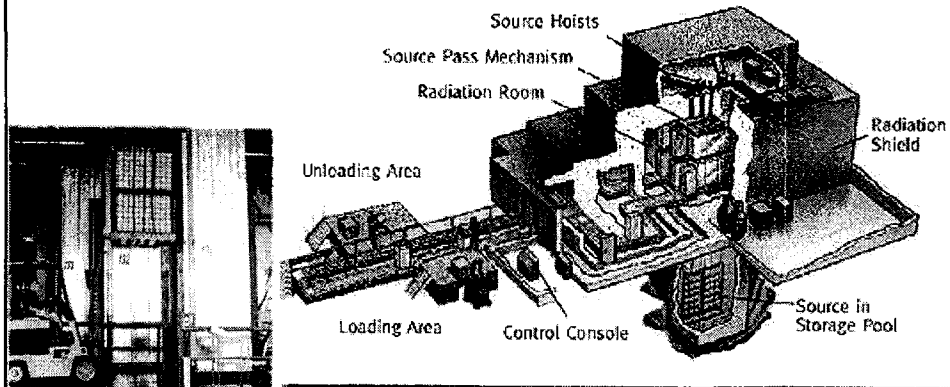 Source Hoists
Source Pass Mechanism
Radiation Room
Radiation
Shield
Unloading Area
Loading Area
Control Console
Source in
Storage Pool